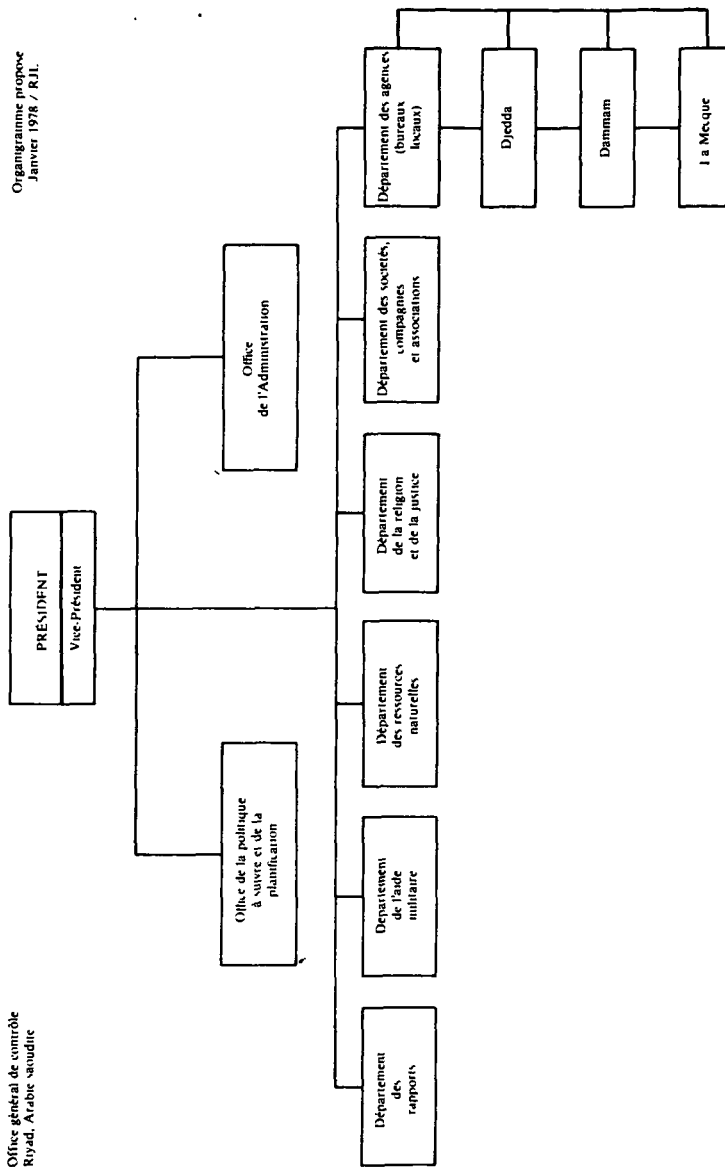 Office général de contrôle
Riyad, Arabie saoudite
Organigramme propose
Janvier 1978 / RJL
PRÉSIDENT
Vice-Président
Office de la politique
à suivre et de la
planification
Office
de l'Administration
Département
des
rapports
Departement
de l'aide
militaire
Département
des ressources
naturelles
Département
de la religion
et de la justice
Département des sociétés,
compagnies
et associations
Département des agences
(bureaux
locaux)
Djedda
Dammam
La Mecque